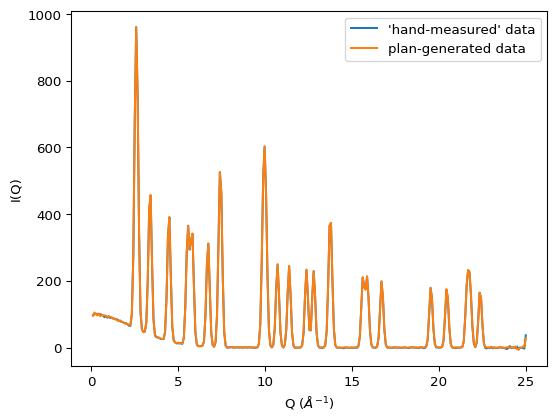 'hand-measured' data
plan-generated data
1000
800
600
400
200
0
I(Q)
0 5 10 15 20 25
Q (Å⁻¹)